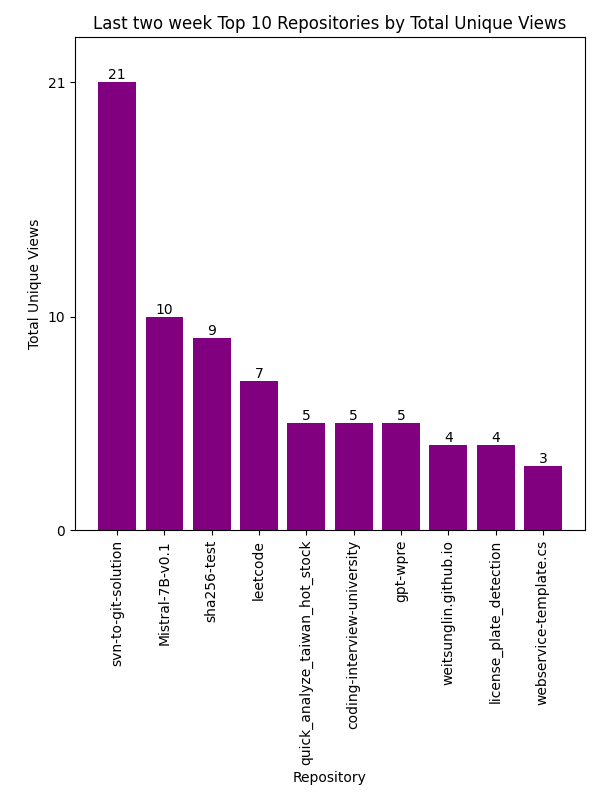 Last two week Top 10 Repositories by Total Unique Views
Total Unique Views
21
10
0
21
10
9
7
5
5
5
4
4
3
svn-to-git-solution
Mistral-7B-v0.1
sha256-test
leetcode
quick_analyze_taiwan_hot_stock
coding-interview-university
gpt-wpre
weitsunglin.github.io
license_plate_detection
webservice-template.cs
Repository